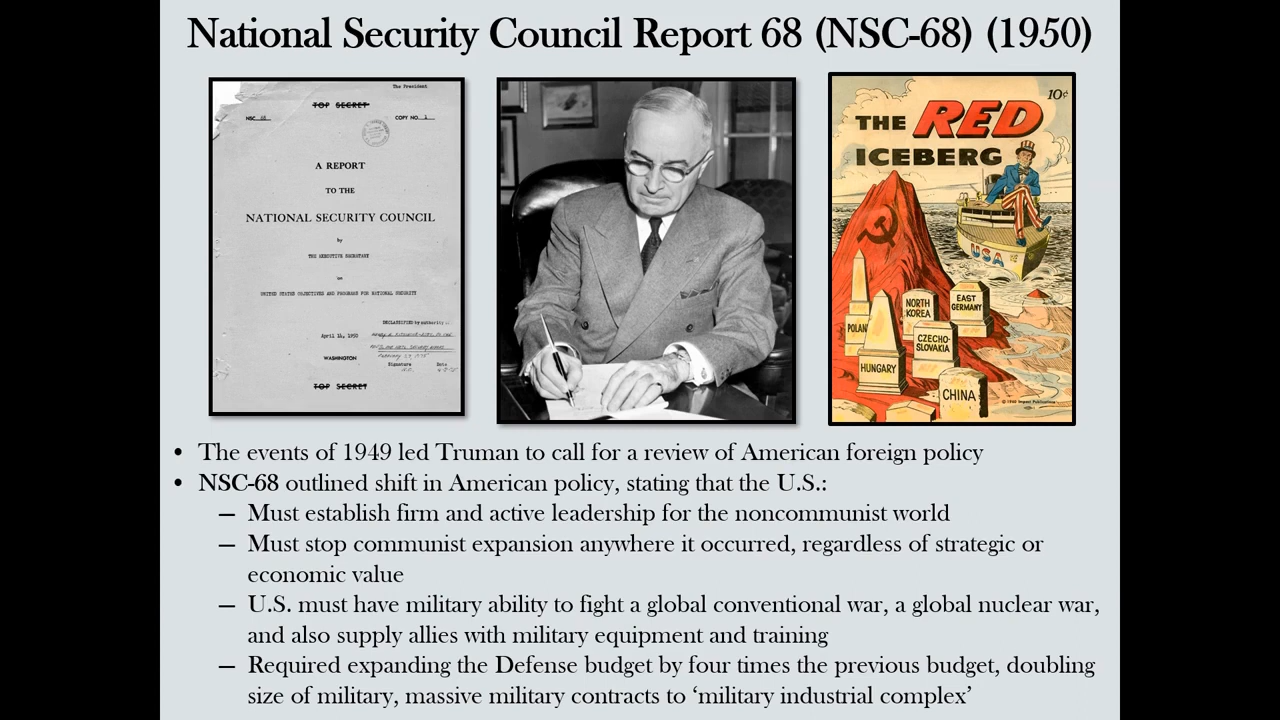 National Security Council Report 68 (NSC-68) (1950)
The President
TOP SECRET
NSC 68
COPY NO. 1
A REPORT
TO THE
NATIONAL SECURITY COUNCIL
by
THE EXECUTIVE SECRETARY
on
UNITED STATES OBJECTIVES AND PROGRAMS FOR NATIONAL SECURITY
DECLASSIFIED by authority
April 14, 1950
WASHINGTON
Signature Date
TOP SECRET
10¢
THE RED
ICEBERG
USA
NORTH
KOREA
EAST
GERMANY
POLAN
CZECHO-
SLOVAKIA
HUNGARY
CHINA
• The events of 1949 led Truman to call for a review of American foreign policy
• NSC-68 outlined shift in American policy, stating that the U.S.:
– Must establish firm and active leadership for the noncommunist world
– Must stop communist expansion anywhere it occurred, regardless of strategic or
economic value
– U.S. must have military ability to fight a global conventional war, a global nuclear war,
and also supply allies with military equipment and training
– Required expanding the Defense budget by four times the previous budget, doubling
size of military, massive military contracts to ‘military industrial complex’